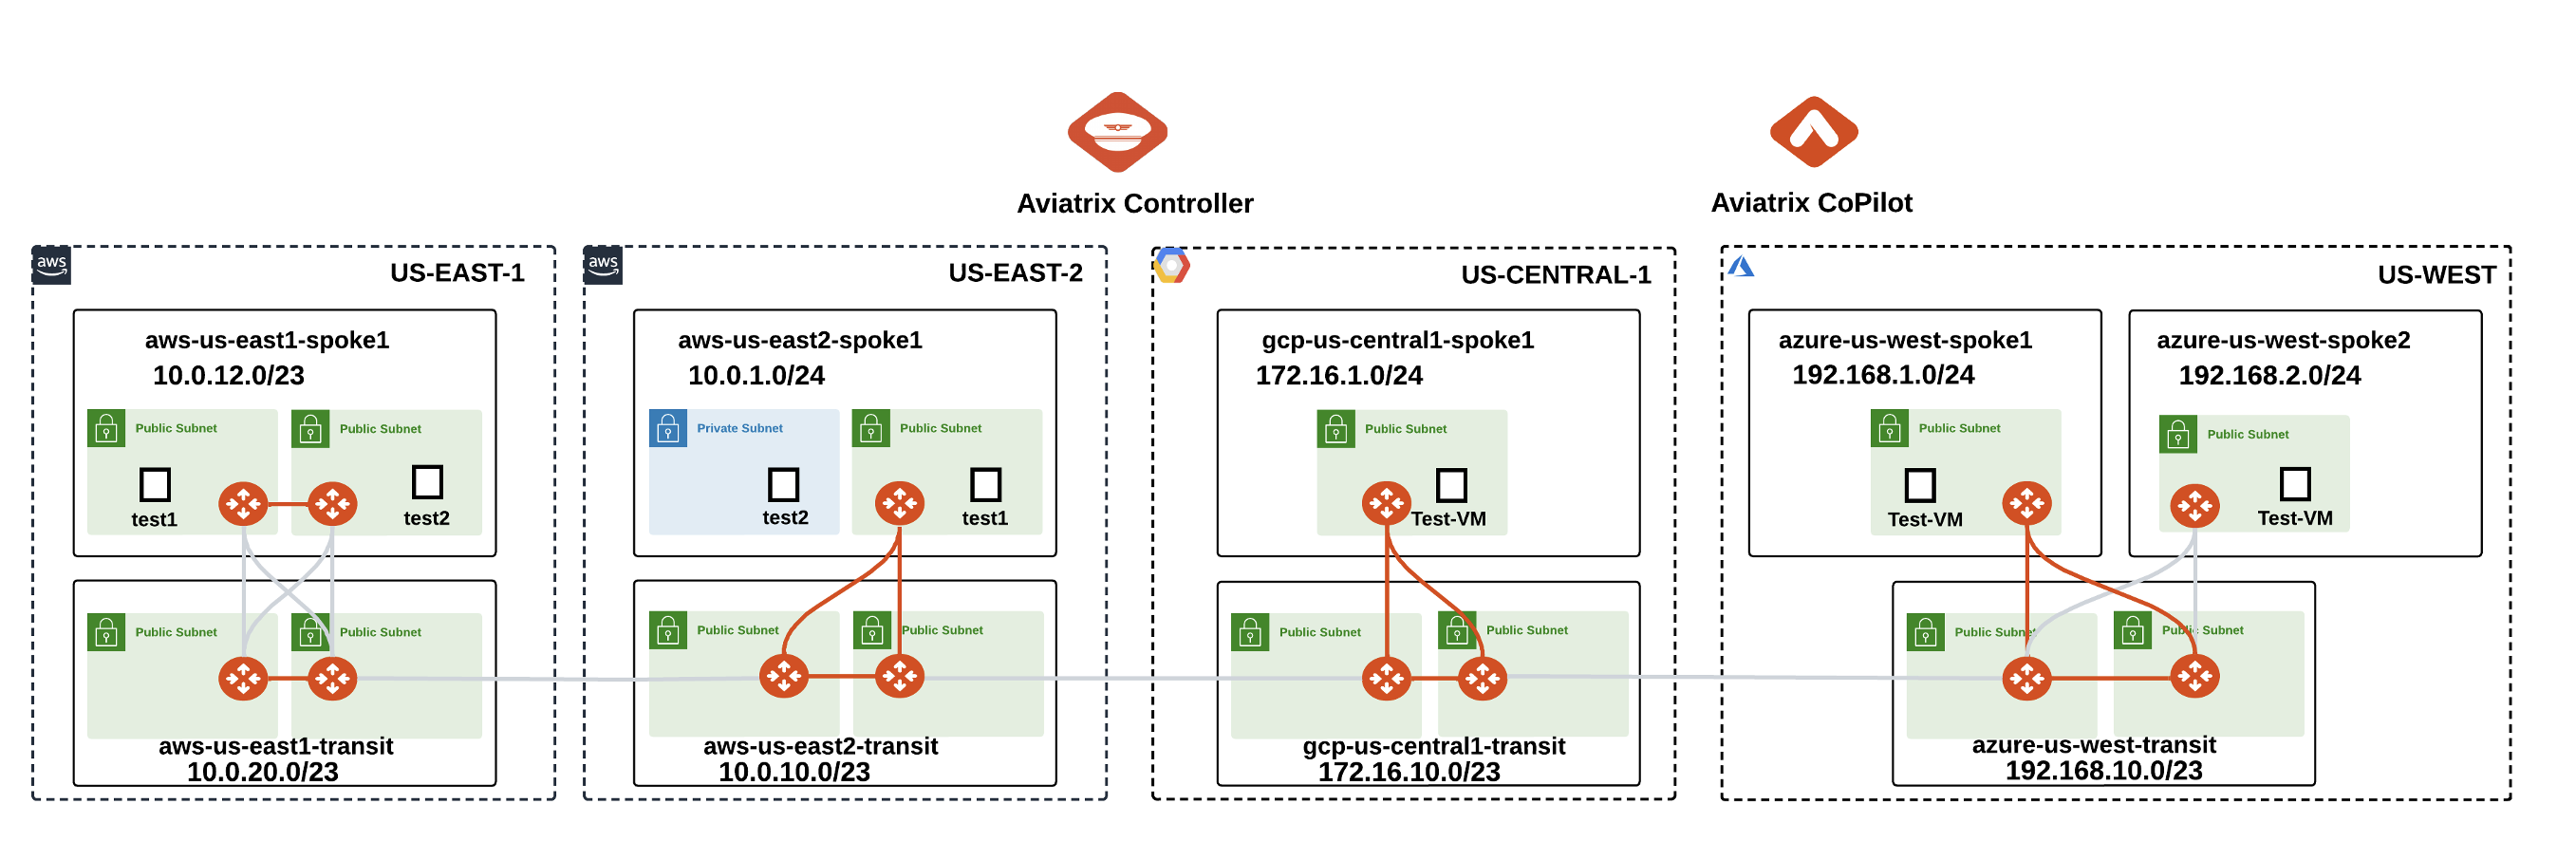 Aviatrix Controller
Aviatrix CoPilot
aws
US-EAST-1
aws-us-east1-spoke1
10.0.12.0/23
Public Subnet
Public Subnet
test1
test2
Public Subnet
Public Subnet
aws-us-east1-transit
10.0.20.0/23
aws
US-EAST-2
aws-us-east2-spoke1
10.0.1.0/24
Private Subnet
Public Subnet
test2
test1
Public Subnet
Public Subnet
aws-us-east2-transit
10.0.10.0/23
US-CENTRAL-1
gcp-us-central1-spoke1
172.16.1.0/24
Public Subnet
Test-VM
Public Subnet
Public Subnet
gcp-us-central1-transit
172.16.10.0/23
US-WEST
azure-us-west-spoke1
192.168.1.0/24
Public Subnet
Test-VM
azure-us-west-spoke2
192.168.2.0/24
Public Subnet
Test-VM
Public Subnet
Public Subnet
azure-us-west-transit
192.168.10.0/23